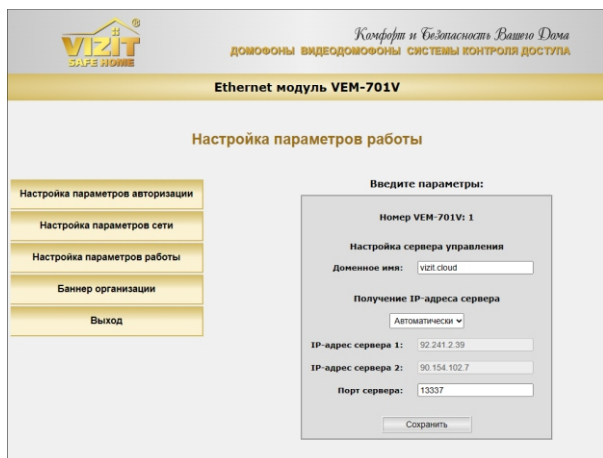 VIZIT
®
SAFE HOME
Комфорт и Безопасность Вашего Дома
ДОМОФОНЫ ВИДЕОДОМОФОНЫ СИСТЕМЫ КОНТРОЛЯ ДОСТУПА
Ethernet модуль VEM-701V
Настройка параметров работы
Настройка параметров авторизации
Настройка параметров сети
Настройка параметров работы
Баннер организации
Выход
Введите параметры:
Номер VEM-701V: 1
Настройка сервера управления
Доменное имя: vizit.cloud
Получение IP-адреса сервера
Автоматически
IP-адрес сервера 1: 92.241.2.39
IP-адрес сервера 2: 90.154.102.7
Порт сервера: 13337
Сохранить